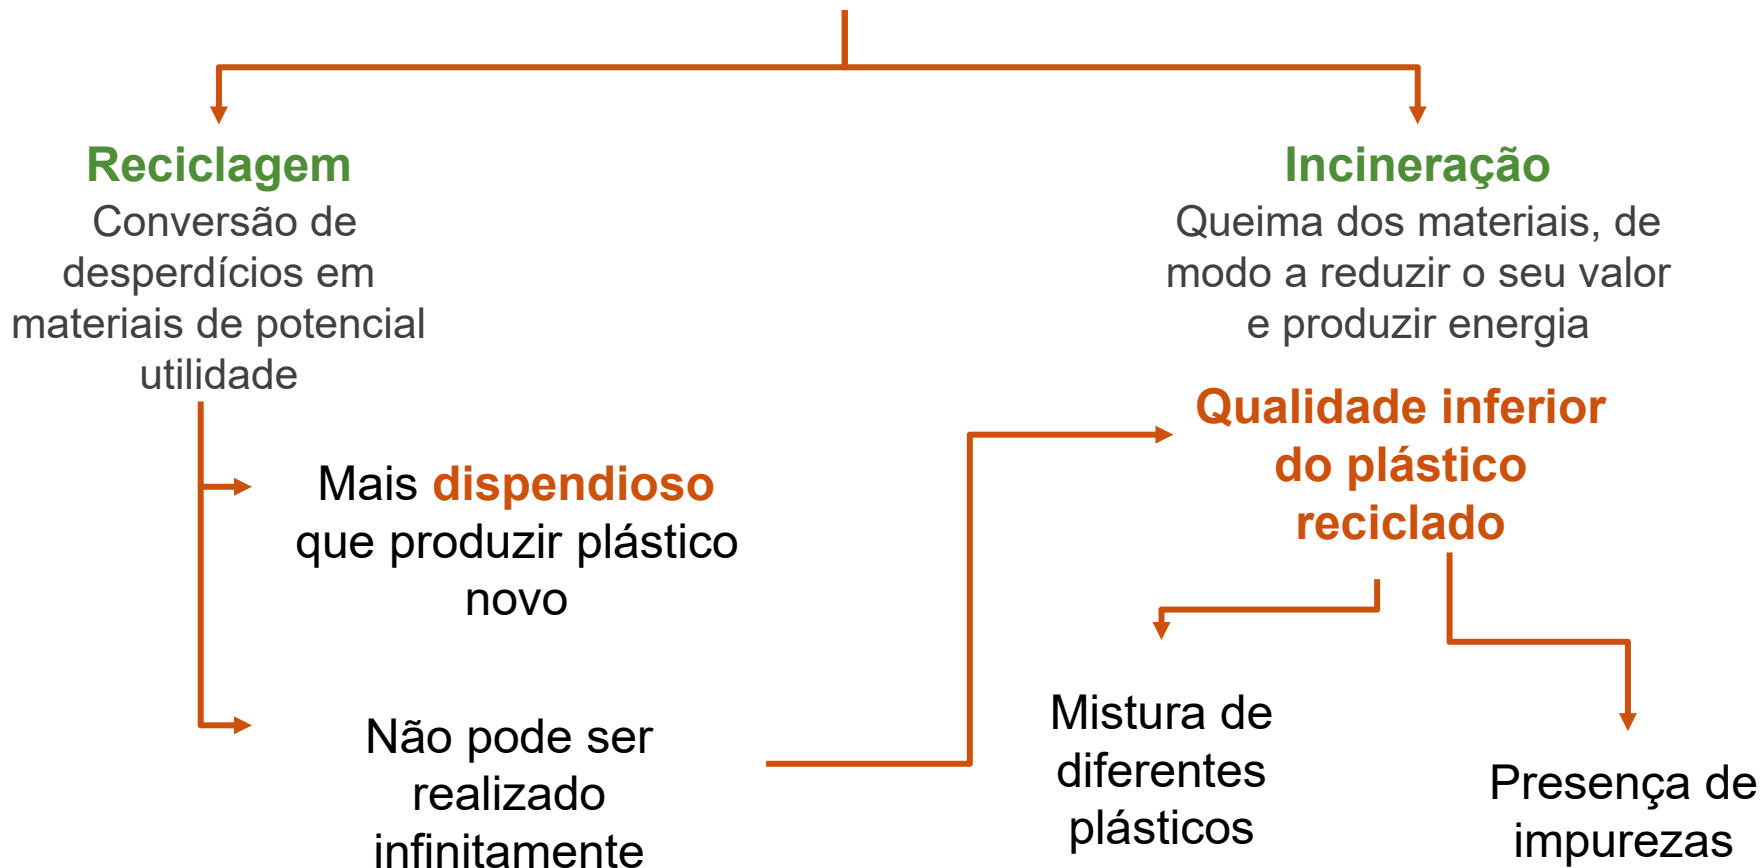 Reciclagem
Conversão de
desperdícios em
materiais de potencial
utilidade
Incineração
Queima dos materiais, de
modo a reduzir o seu valor
e produzir energia
Mais dispendioso
que produzir plástico
novo
Não pode ser
realizado
infinitamente
Qualidade inferior
do plástico
reciclado
Mistura de
diferentes
plásticos
Presença de
impurezas